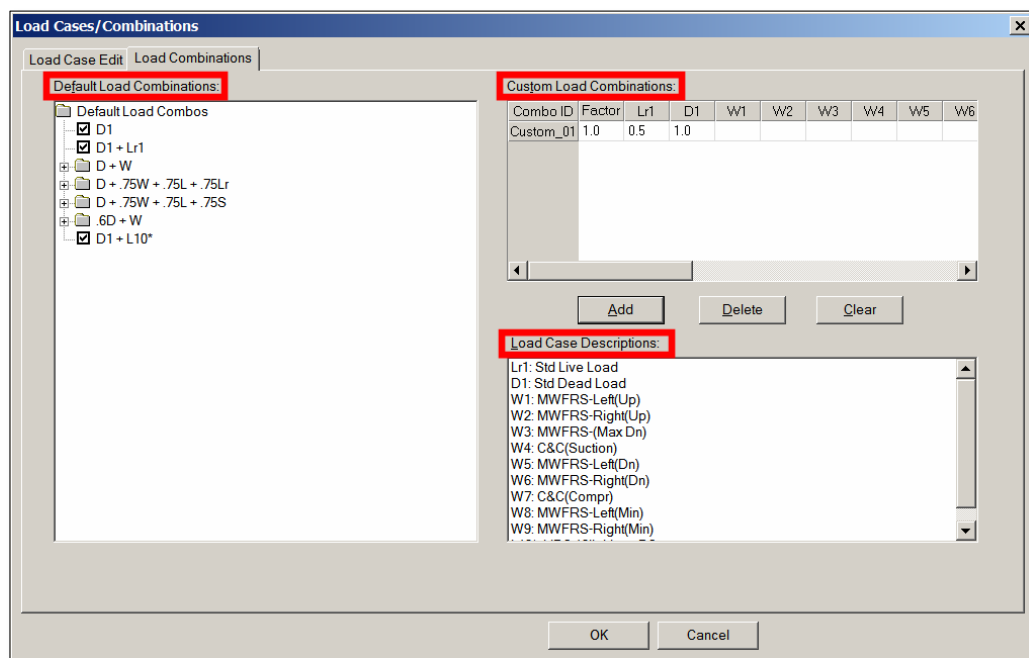 Load Cases/Combinations
Load Case Edit Load Combinations
Default Load Combinations:
Default Load Combos
D1
D1 + Lr1
D + W
D + .75W + .75L + .75Lr
D + .75W + .75L + .75S
.6D + W
D1 + L10*
Custom Load Combinations:
Combo ID Factor Lr1 D1 W1 W2 W3 W4 W5 W6
Custom_01 1.0 0.5 1.0
Add Delete Clear
Load Case Descriptions:
Lr1: Std Live Load
D1: Std Dead Load
W1: MWFRS-Left(Up)
W2: MWFRS-Right(Up)
W3: MWFRS-(Max Dn)
W4: C&C(Suction)
W5: MWFRS-Left(Dn)
W6: MWFRS-Right(Dn)
W7: C&C(Compr)
W8: MWFRS-Left(Min)
W9: MWFRS-Right(Min)
OK Cancel